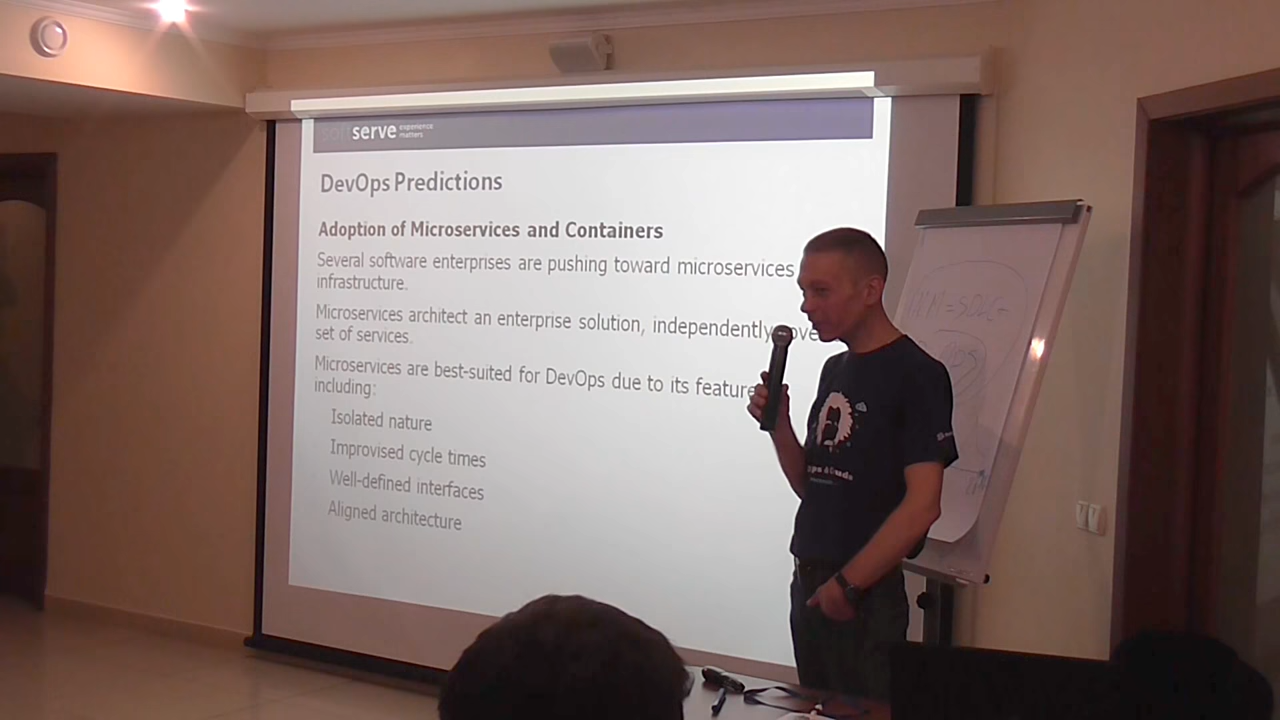 softserve experience matters
DevOps Predictions
Adoption of Microservices and Containers
Several software enterprises are pushing toward microservices
infrastructure.
Microservices architect an enterprise solution, independently
set of services.
Microservices are best-suited for DevOps due to its feature
including:
Isolated nature
Improvised cycle times
Well-defined interfaces
Aligned architecture